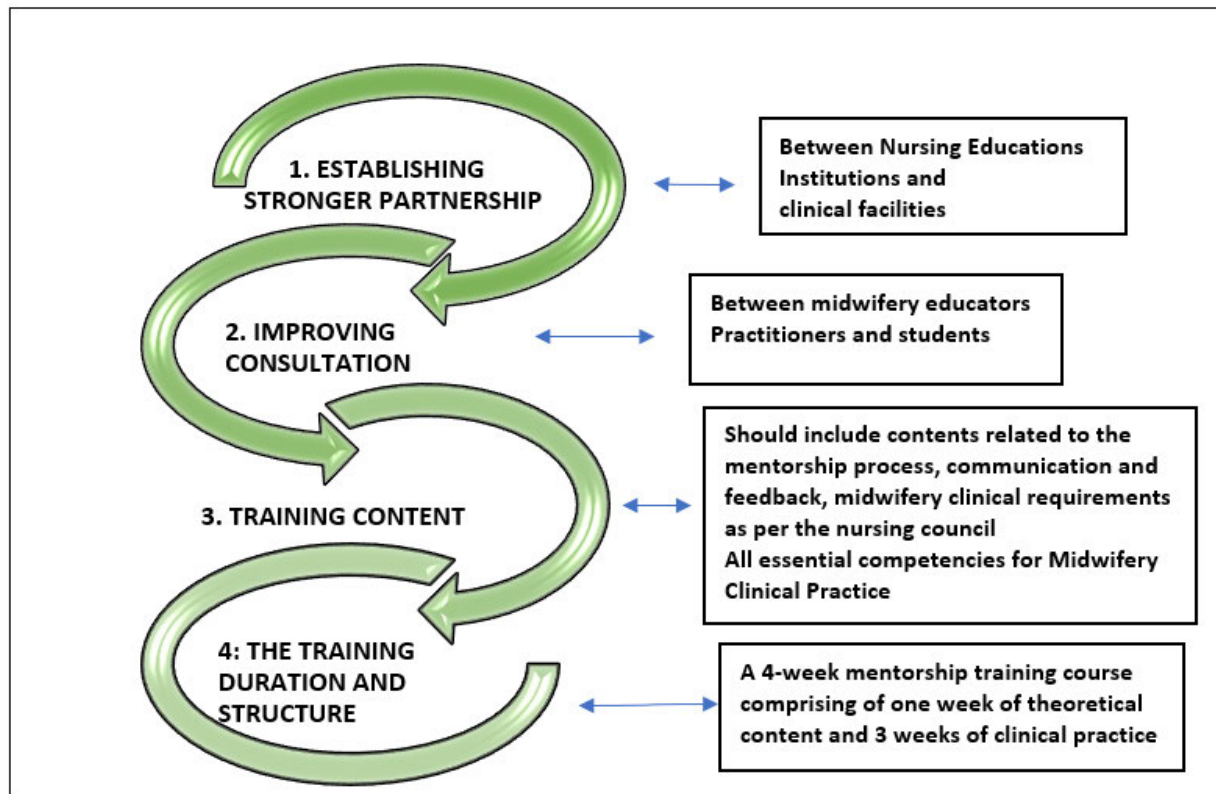 1. ESTABLISHING
STRONGER PARTNERSHIP
Between Nursing Educations
Institutions and
clinical facilities
2. IMPROVING
CONSULTATION
Between midwifery educators
Practitioners and students
3. TRAINING CONTENT
Should include contents related to the
mentorship process, communication and
feedback, midwifery clinical requirements
as per the nursing council
All essential competencies for Midwifery
Clinical Practice
4: THE TRAINING
DURATION AND
STRUCTURE
A 4-week mentorship training course
comprising of one week of theoretical
content and 3 weeks of clinical practice